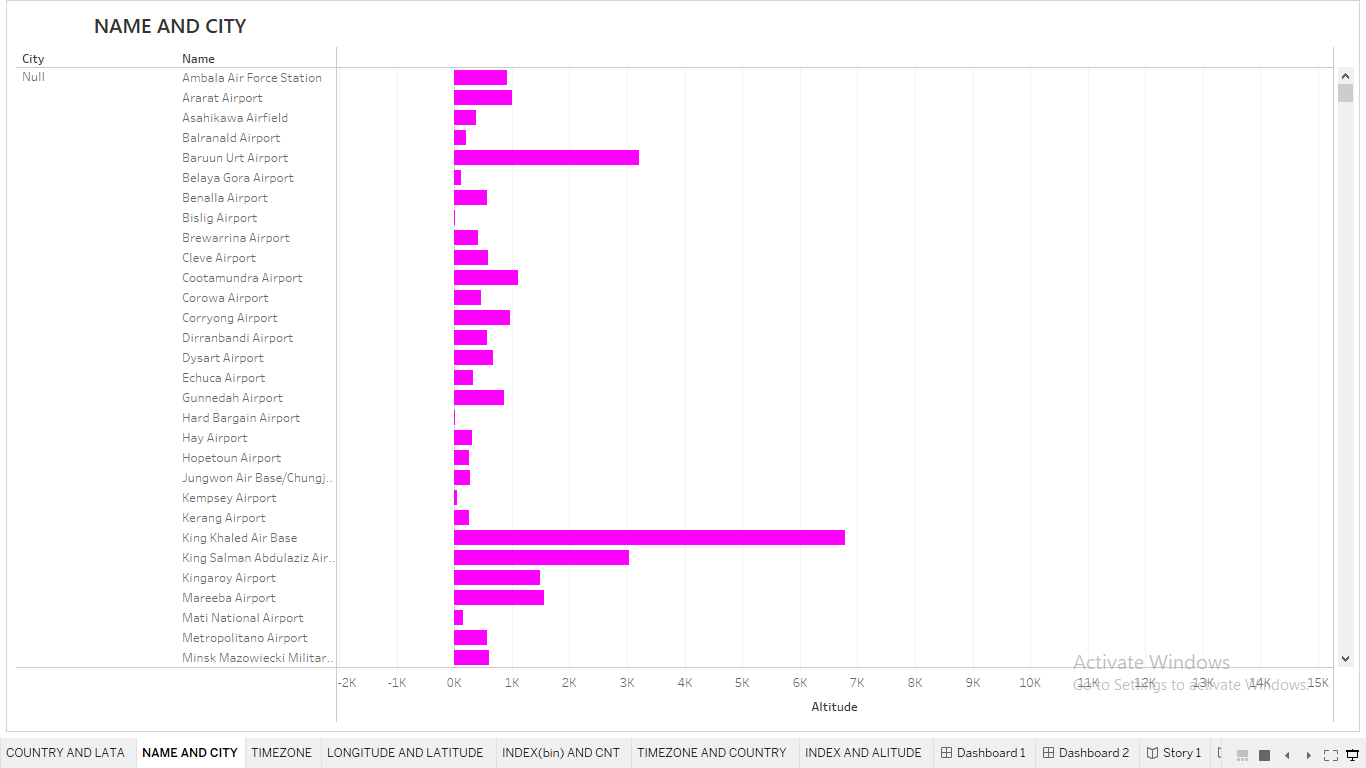 NAME AND CITY
City Name
Null Ambala Air Force Station
Ararat Airport
Asahikawa Airfield
Balranald Airport
Baruun Urt Airport
Belaya Gora Airport
Benalla Airport
Bislig Airport
Brewarrina Airport
Cleve Airport
Cootamundra Airport
Corowa Airport
Corryong Airport
Dirranbandi Airport
Dysart Airport
Echuca Airport
Gunnedah Airport
Hard Bargain Airport
Hay Airport
Hopetoun Airport
Jungwon Air Base/Chungj..
Kempsey Airport
Kerang Airport
King Khaled Air Base
King Salman Abdulaziz Air..
Kingaroy Airport
Mareeba Airport
Mati National Airport
Metropolitano Airport
Minsk Mazowiecki Militar..
-2K -1K 0K 1K 2K 3K 4K 5K 6K 7K 8K 9K 10K 11K 12K 13K 14K 15K
Altitude
Activate Windows
Go to Settings to activate Windows.
COUNTRY AND LATA NAME AND CITY TIMEZONE LONGITUDE AND LATITUDE INDEX(bin) AND CNT TIMEZONE AND COUNTRY INDEX AND ALITUDE Dashboard 1 Dashboard 2 Story 1